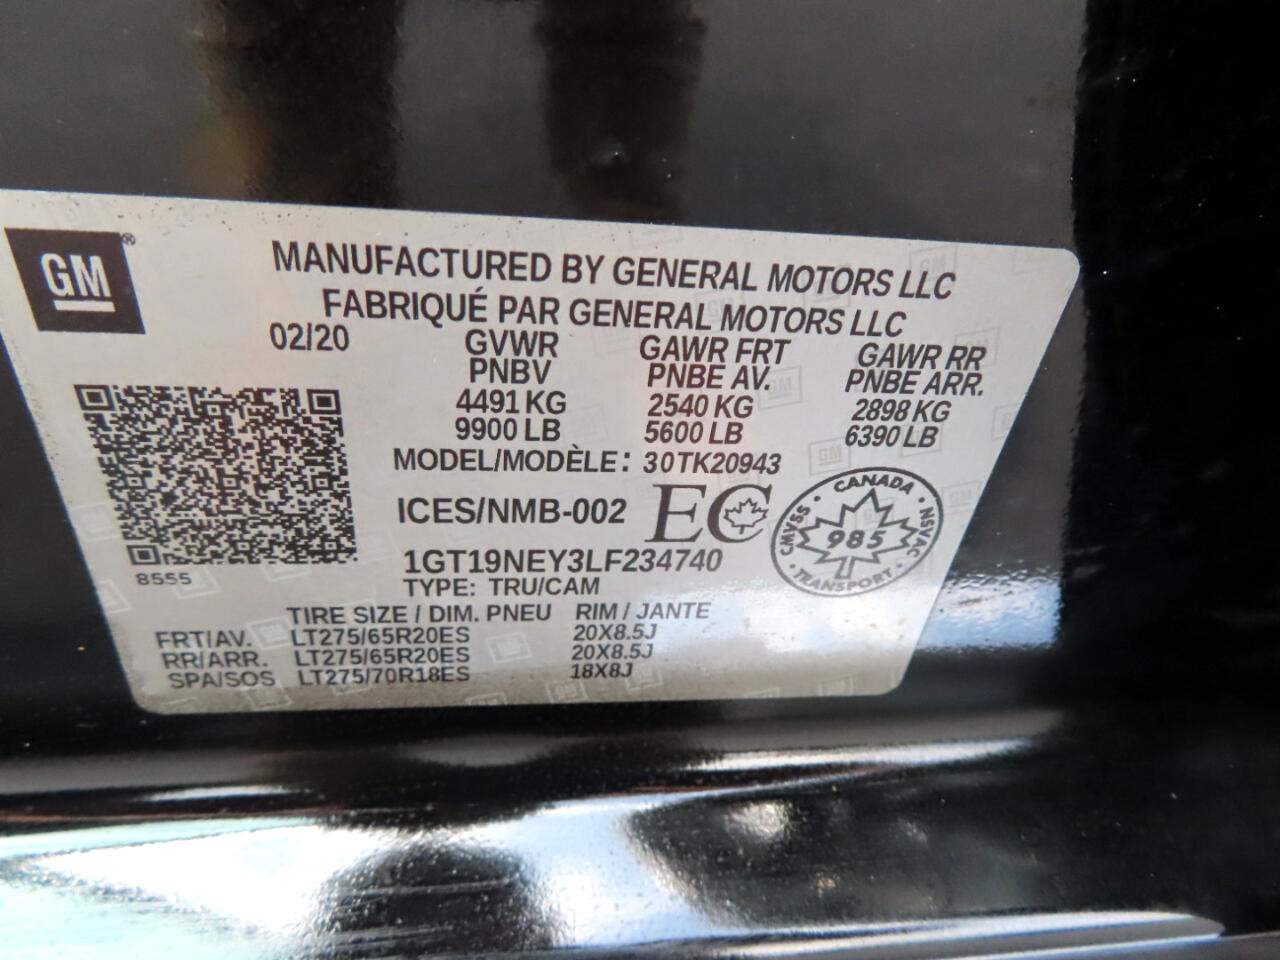 GM®
MANUFACTURED BY GENERAL MOTORS LLC
FABRIQUÉ PAR GENERAL MOTORS LLC
02/20 GVWR GAWR FRT GAWR RR
PNBV PNBE AV. PNBE ARR.
4491 KG 2540 KG 2898 KG
9900 LB 5600 LB 6390 LB
MODEL/MODÈLE: 30TK20943
ICES/NMB-002 EC
CANADA
CMVSS 985 NSVAC
TRANSPORT
1GT19NEY3LF234740
8555
TYPE: TRU/CAM
TIRE SIZE / DIM. PNEU RIM / JANTE
FRT/AV. LT275/65R20ES 20X8.5J
RR/ARR. LT275/65R20ES 20X8.5J
SPA/SOS LT275/70R18ES 18X8J